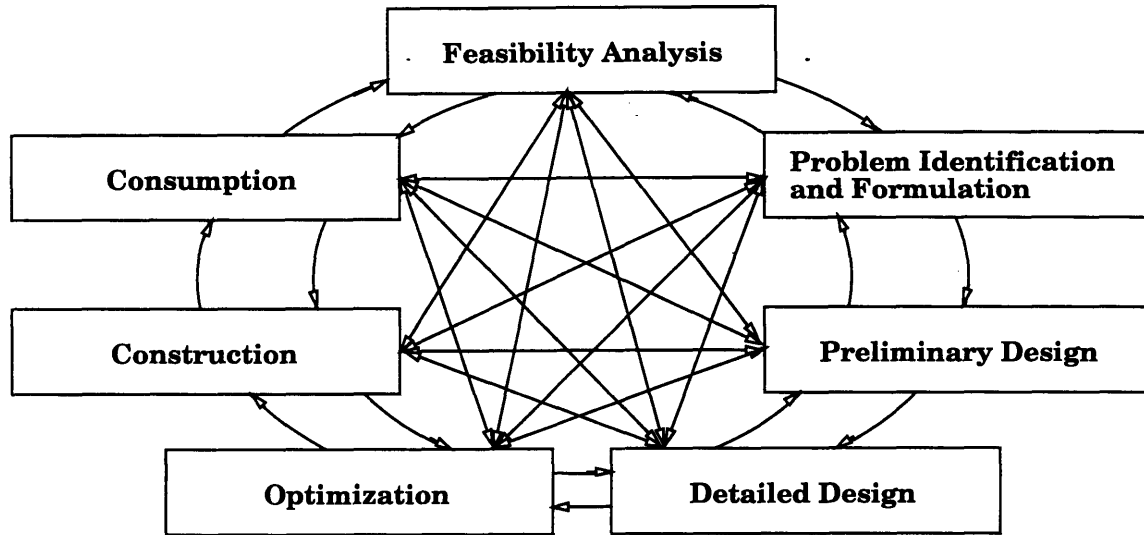 Feasibility Analysis
Consumption
Problem Identification
and Formulation
Construction
Preliminary Design
Optimization
Detailed Design